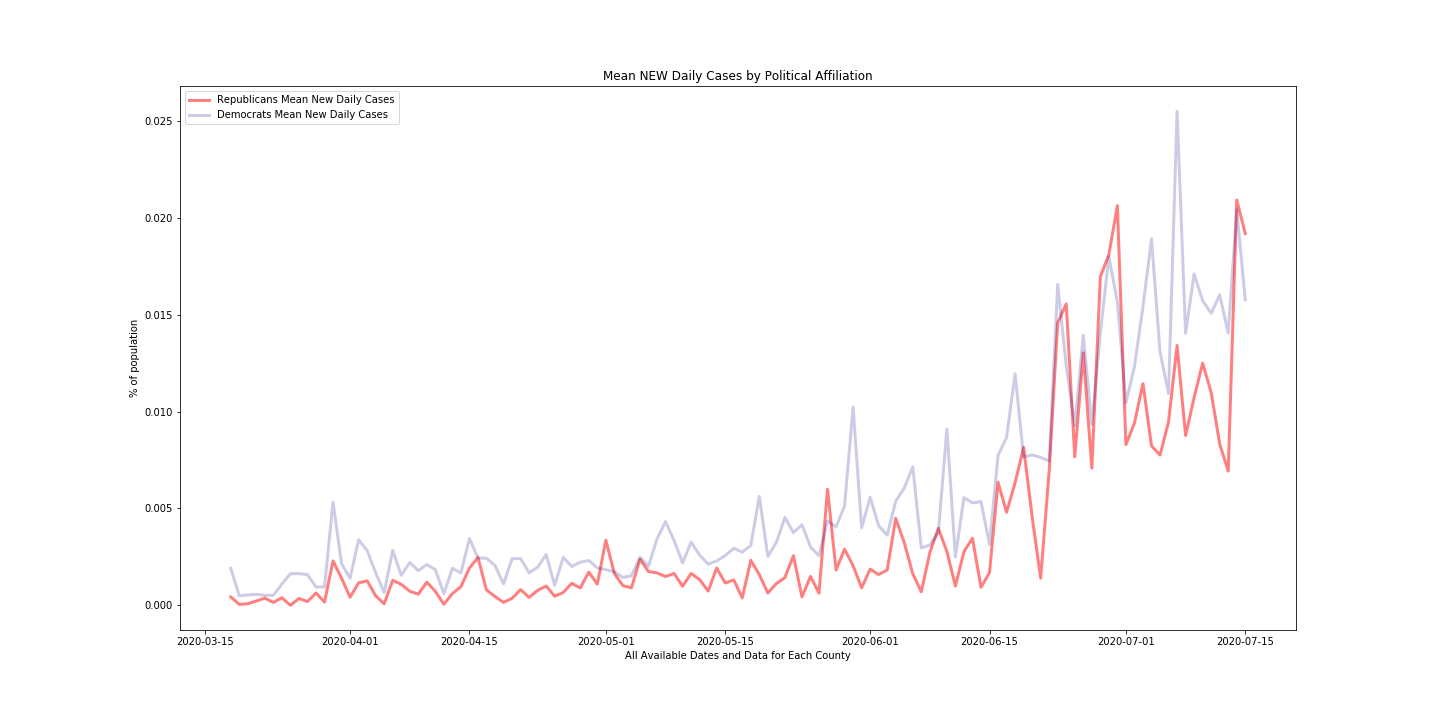 Mean NEW Daily Cases by Political Affiliation
Republicans Mean New Daily Cases
Democrats Mean New Daily Cases
0.025
0.020
0.015
0.010
0.005
0.000
% of population
2020-03-15 2020-04-01 2020-04-15 2020-05-01 2020-05-15 2020-06-01 2020-06-15 2020-07-01 2020-07-15
All Available Dates and Data for Each County